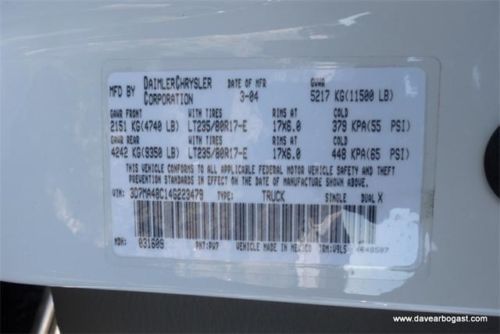 MFD BY DAIMLERCHRYSLER CORPORATION DATE OF MFR 3-04 GVWR 5217 KG(11500 LB)
GAWR FRONT WITH TIRES RIMS AT COLD
2151 KG(4740 LB) LT235/80R17-E 17X6.0 379 KPA(55 PSI)
GAWR REAR WITH TIRES RIMS AT COLD
4242 KG(9350 LB) LT235/80R17-E 17X6.0 448 KPA(65 PSI)
THIS VEHICLE CONFORMS TO ALL APPLICABLE FEDERAL MOTOR VEHICLE SAFETY AND THEFT
PREVENTION STANDARDS IN EFFECT ON THE DATE OF MANUFACTURE SHOWN ABOVE.
VIN: 3D7MA48C14G223479 TYPE: TRUCK SINGLE DUAL X
MDH: 031609 PNT:PW7 VEHICLE MADE IN MEXICO TRM:V9L5
www.davearbogast.com